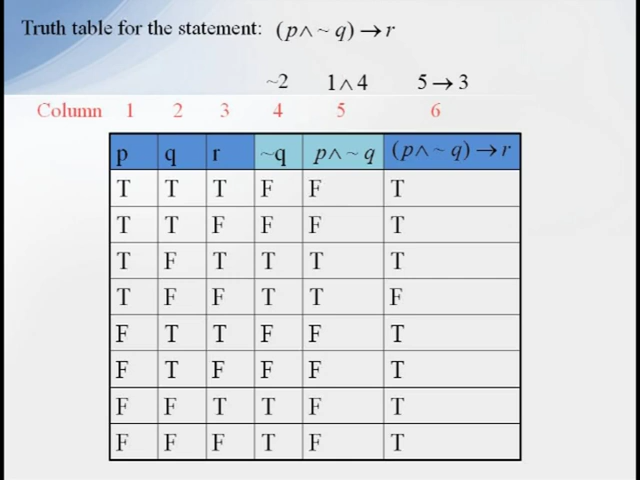 Truth table for the statement: (p∧~ q) → r
~2 1∧4 5 → 3
Column 1 2 3 4 5 6
p q r ~q p∧~ q (p∧~ q) → r
T T T F F T
T T F F F T
T F T T T T
T F F T T F
F T T F F T
F T F F F T
F F T T F T
F F F T F T